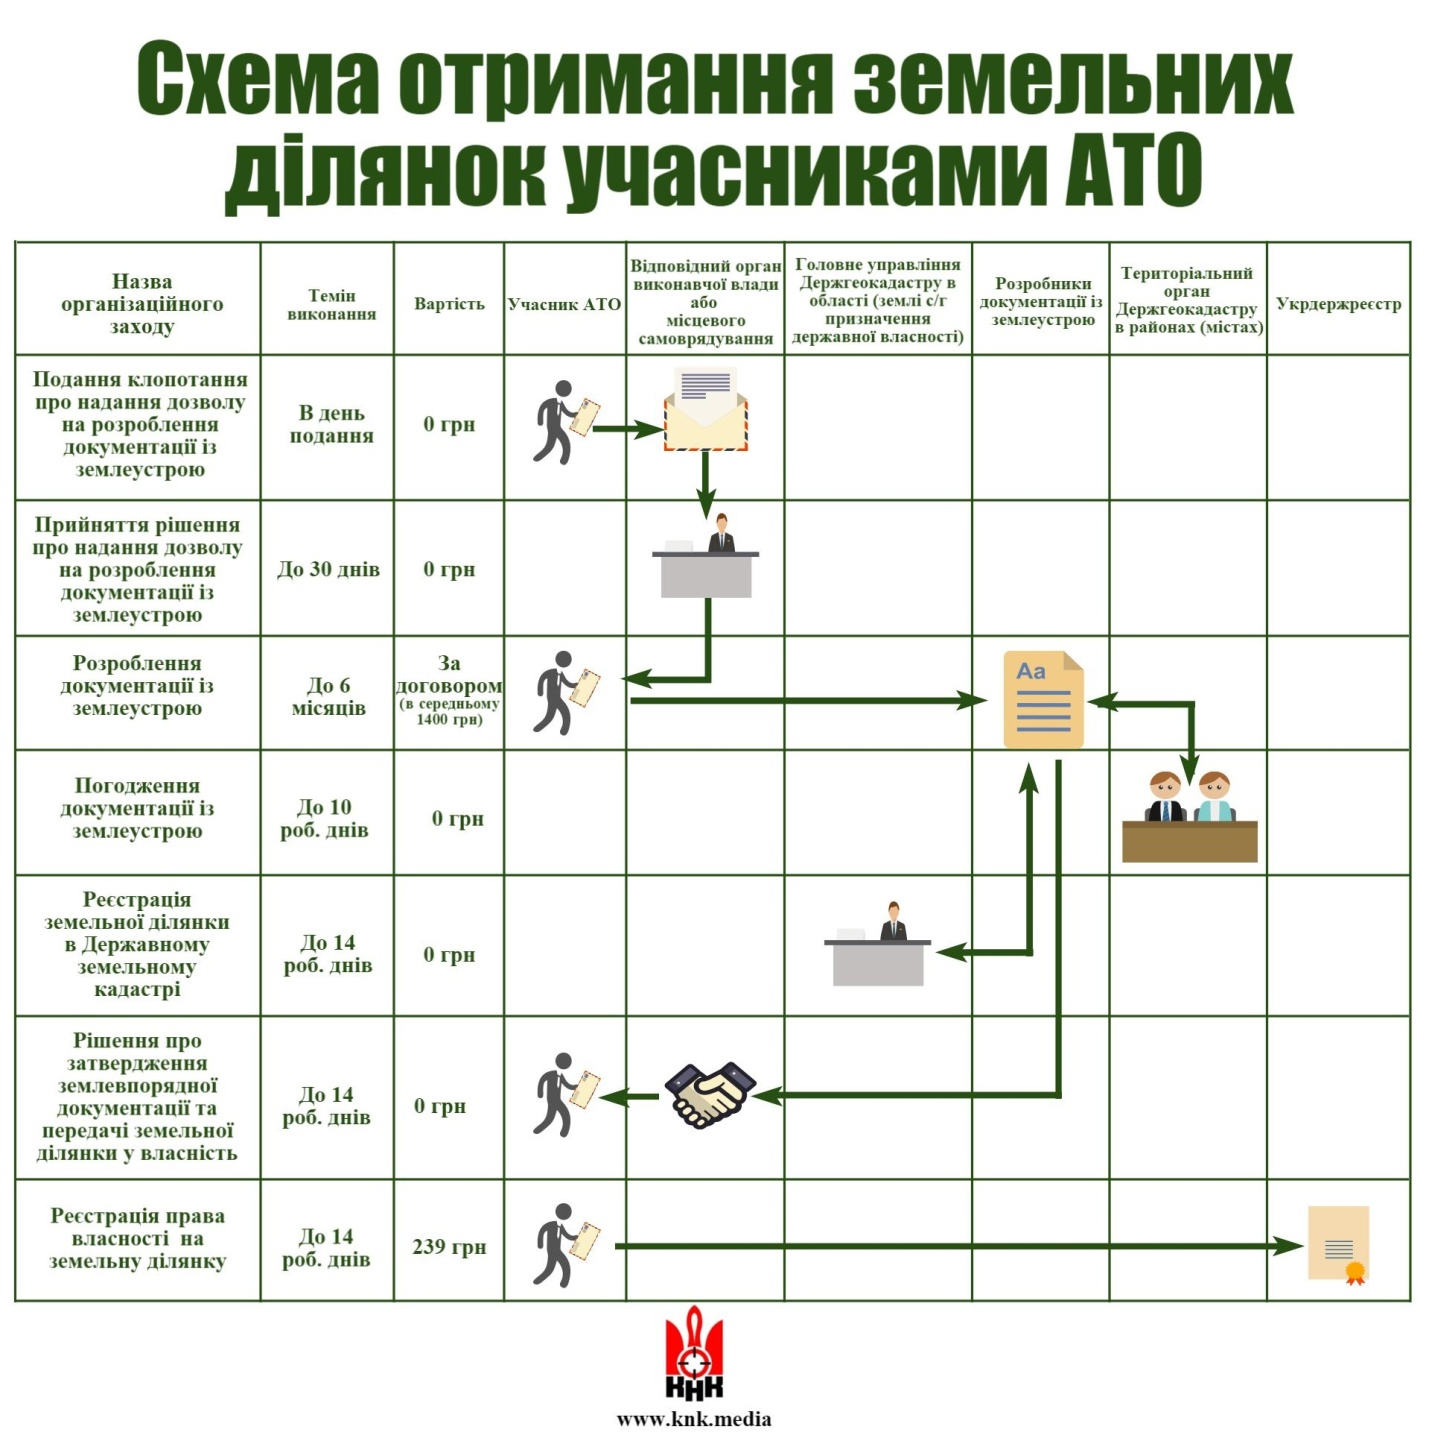 Схема отримання земельних
ділянок учасниками АТО
Назва
організаційного
заходу
Темін
виконання
Вартість
Учасник АТО
Відповідний орган
виконавчої влади
або
місцевого
самоврядування
Головне управління
Держгеокадастру в
області (землі с/г
призначення
державної власності)
Розробники
документації із
землеустрою
Територіальний
орган
Держгеокадастру
в районах (містах)
Укрдержреєстр
Подання клопотання
про надання дозволу
на розроблення
документації із
землеустрою
В день
подання
0 грн
Прийняття рішення
про надання дозволу
на розроблення
документації із
землеустрою
До 30 днів
0 грн
Розроблення
документації із
землеустрою
До 6
місяців
За
договором
(в середньому
1400 грн)
Aa
Погодження
документації із
землеустрою
До 10
роб. днів
0 грн
Реєстрація
земельної ділянки
в Державному
земельному
кадастрі
До 14
роб. днів
0 грн
Рішення про
затвердження
землевпорядної
документації та
передачі земельної
ділянки у власність
До 14
роб. днів
0 грн
Реєстрація права
власності на
земельну ділянку
До 14
роб. днів
239 грн
КНК
www.knk.media